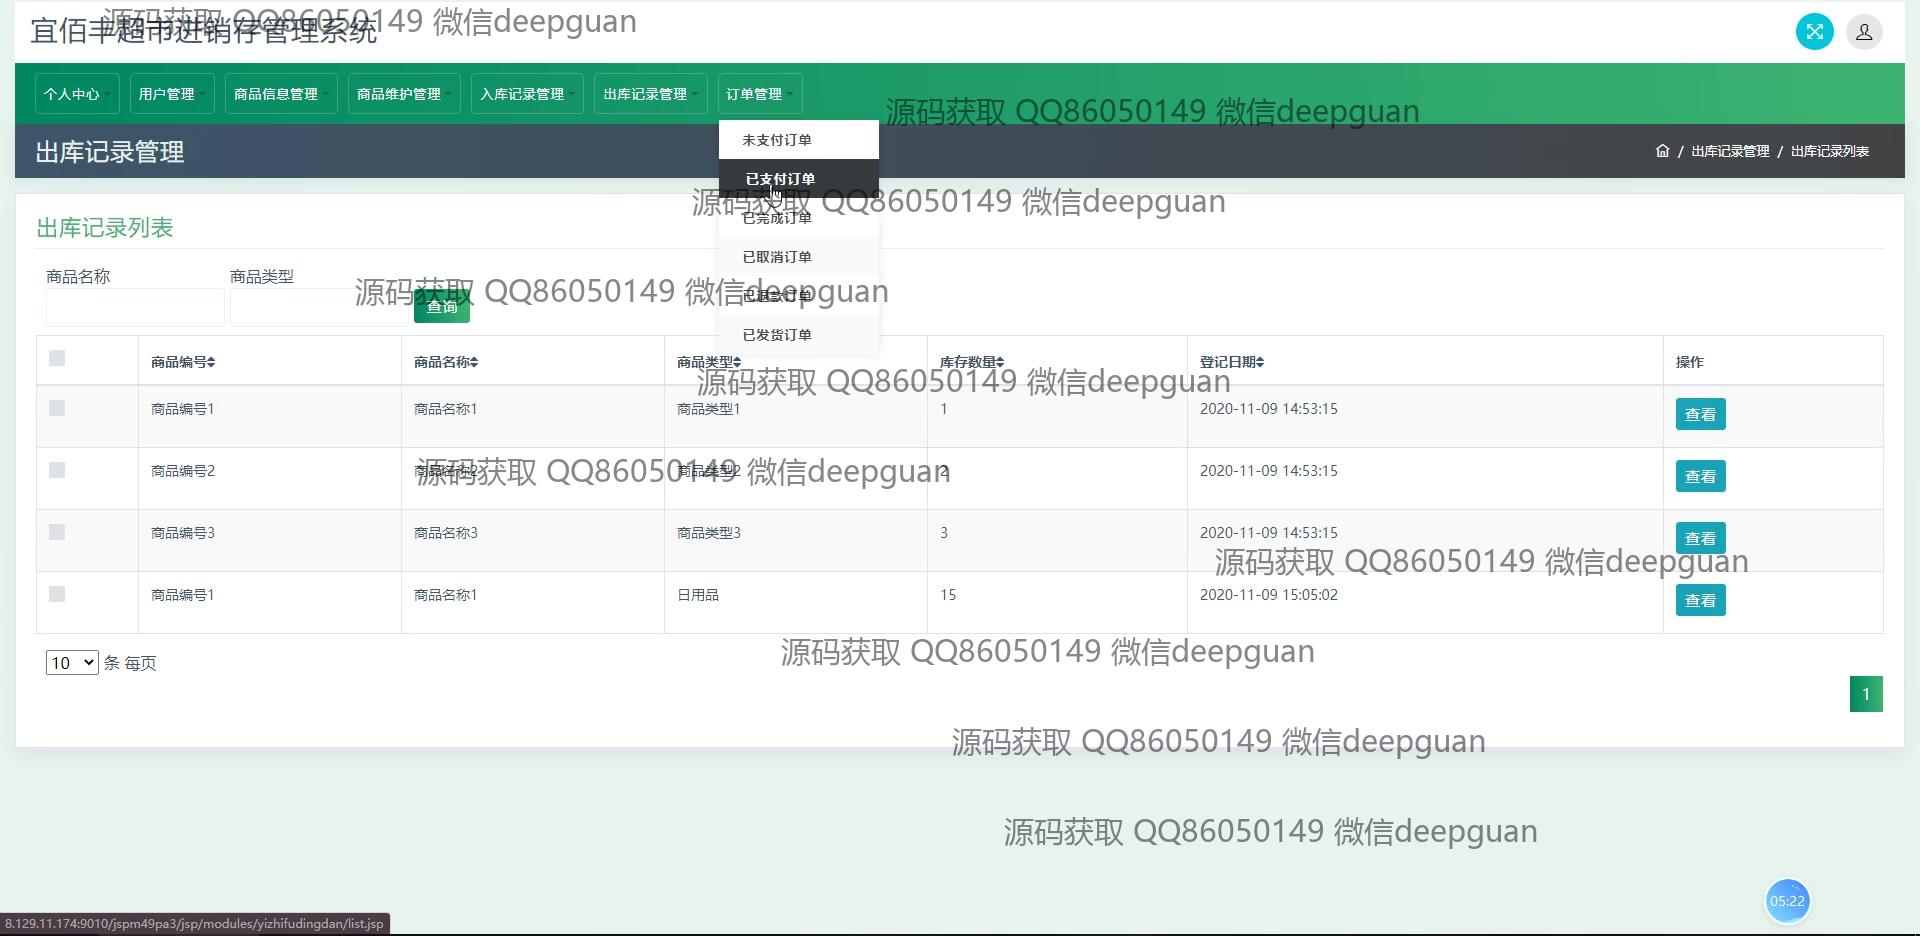 宜佰丰超市进销存管理系统
源码获取 QQ86050149 微信deepguan
个人中心 用户管理 商品信息管理 商品维护管理 入库记录管理 出库记录管理 订单管理
源码获取 QQ86050149 微信deepguan
出库记录管理
/ 出库记录管理 / 出库记录列表
未支付订单
已支付订单
已完成订单
已取消订单
已退款订单
已发货订单
源码获取 QQ86050149 微信deepguan
出库记录列表
商品名称 商品类型
查询
源码获取 QQ86050149 微信deepguan
商品编号 商品名称 商品类型 库存数量 登记日期 操作
源码获取 QQ86050149 微信deepguan
商品编号1 商品名称1 商品类型1 1 2020-11-09 14:53:15 查看
商品编号2 商品名称2 商品类型2 2 2020-11-09 14:53:15 查看
源码获取 QQ86050149 微信deepguan
商品编号3 商品名称3 商品类型3 3 2020-11-09 14:53:15 查看
源码获取 QQ86050149 微信deepguan
商品编号1 商品名称1 日用品 15 2020-11-09 15:05:02 查看
10 条 每页
源码获取 QQ86050149 微信deepguan
1
源码获取 QQ86050149 微信deepguan
源码获取 QQ86050149 微信deepguan
05:22
8.129.11.174:9010/jspm49pa3/jsp/modules/yizhifudingdan/list.jsp